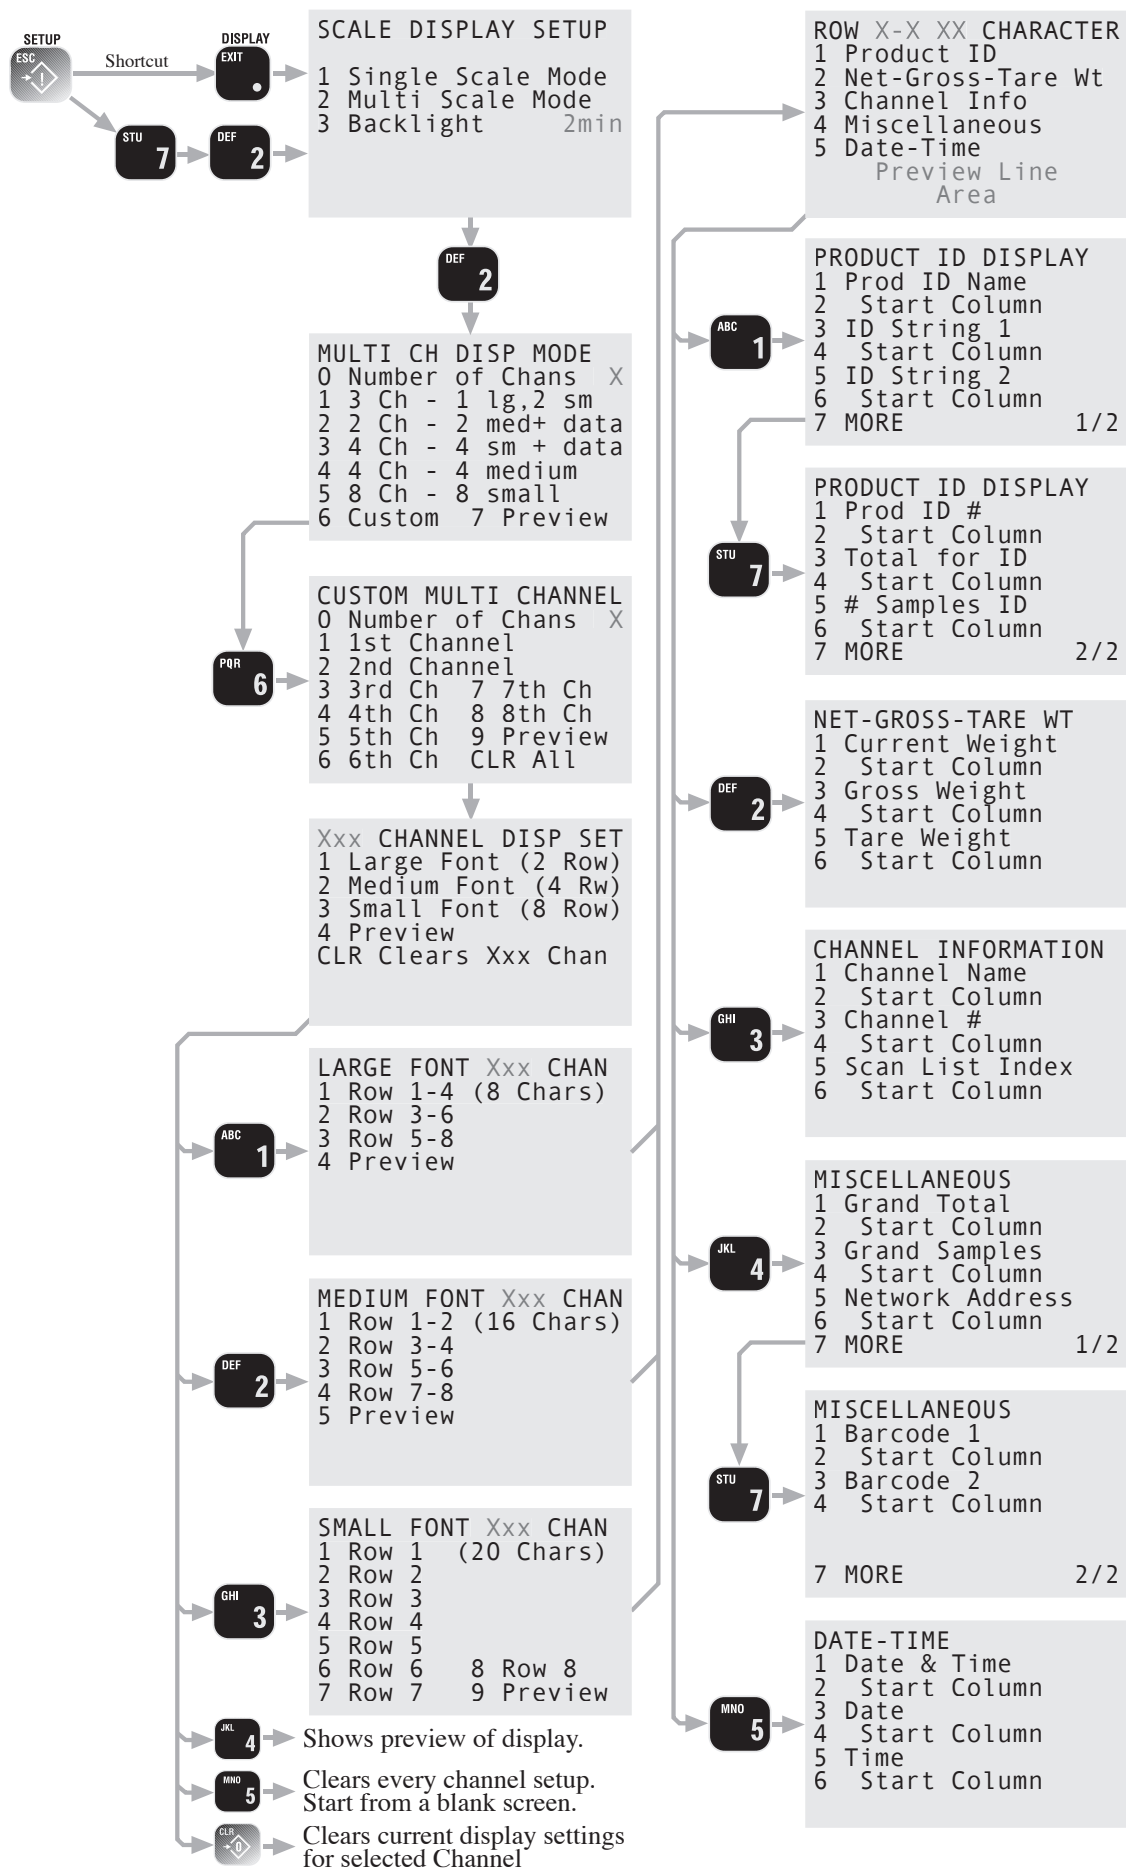 SETUP
ESC
Shortcut
DISPLAY
EXIT
STU
7
DEF
2
SCALE DISPLAY SETUP
1 Single Scale Mode
2 Multi Scale Mode
3 Backlight 2min
DEF
2
MULTI CH DISP MODE
0 Number of Chans X
1 3 Ch - 1 lg,2 sm
2 2 Ch - 2 med+ data
3 4 Ch - 4 sm + data
4 4 Ch - 4 medium
5 8 Ch - 8 small
6 Custom 7 Preview
PQR
6
CUSTOM MULTI CHANNEL
0 Number of Chans X
1 1st Channel
2 2nd Channel
3 3rd Ch 7 7th Ch
4 4th Ch 8 8th Ch
5 5th Ch 9 Preview
6 6th Ch CLR All
Xxx CHANNEL DISP SET
1 Large Font (2 Row)
2 Medium Font (4 Rw)
3 Small Font (8 Row)
4 Preview
CLR Clears Xxx Chan
ABC
1
LARGE FONT Xxx CHAN
1 Row 1-4 (8 Chars)
2 Row 3-6
3 Row 5-8
4 Preview
DEF
2
MEDIUM FONT Xxx CHAN
1 Row 1-2 (16 Chars)
2 Row 3-4
3 Row 5-6
4 Row 7-8
5 Preview
GHI
3
SMALL FONT Xxx CHAN
1 Row 1 (20 Chars)
2 Row 2
3 Row 3
4 Row 4
5 Row 5
6 Row 6 8 Row 8
7 Row 7 9 Preview
JKL
4
Shows preview of display.
MNO
5
Clears every channel setup.
Start from a blank screen.
CLR
0
Clears current display settings
for selected Channel
ROW X-X XX CHARACTER
1 Product ID
2 Net-Gross-Tare Wt
3 Channel Info
4 Miscellaneous
5 Date-Time
Preview Line
Area
ABC
1
PRODUCT ID DISPLAY
1 Prod ID Name
2 Start Column
3 ID String 1
4 Start Column
5 ID String 2
6 Start Column
7 MORE 1/2
STU
7
PRODUCT ID DISPLAY
1 Prod ID #
2 Start Column
3 Total for ID
4 Start Column
5 # Samples ID
6 Start Column
7 MORE 2/2
DEF
2
NET-GROSS-TARE WT
1 Current Weight
2 Start Column
3 Gross Weight
4 Start Column
5 Tare Weight
6 Start Column
GHI
3
CHANNEL INFORMATION
1 Channel Name
2 Start Column
3 Channel #
4 Start Column
5 Scan List Index
6 Start Column
JKL
4
MISCELLANEOUS
1 Grand Total
2 Start Column
3 Grand Samples
4 Start Column
5 Network Address
6 Start Column
7 MORE 1/2
STU
7
MISCELLANEOUS
1 Barcode 1
2 Start Column
3 Barcode 2
4 Start Column
7 MORE 2/2
MNO
5
DATE-TIME
1 Date & Time
2 Start Column
3 Date
4 Start Column
5 Time
6 Start Column